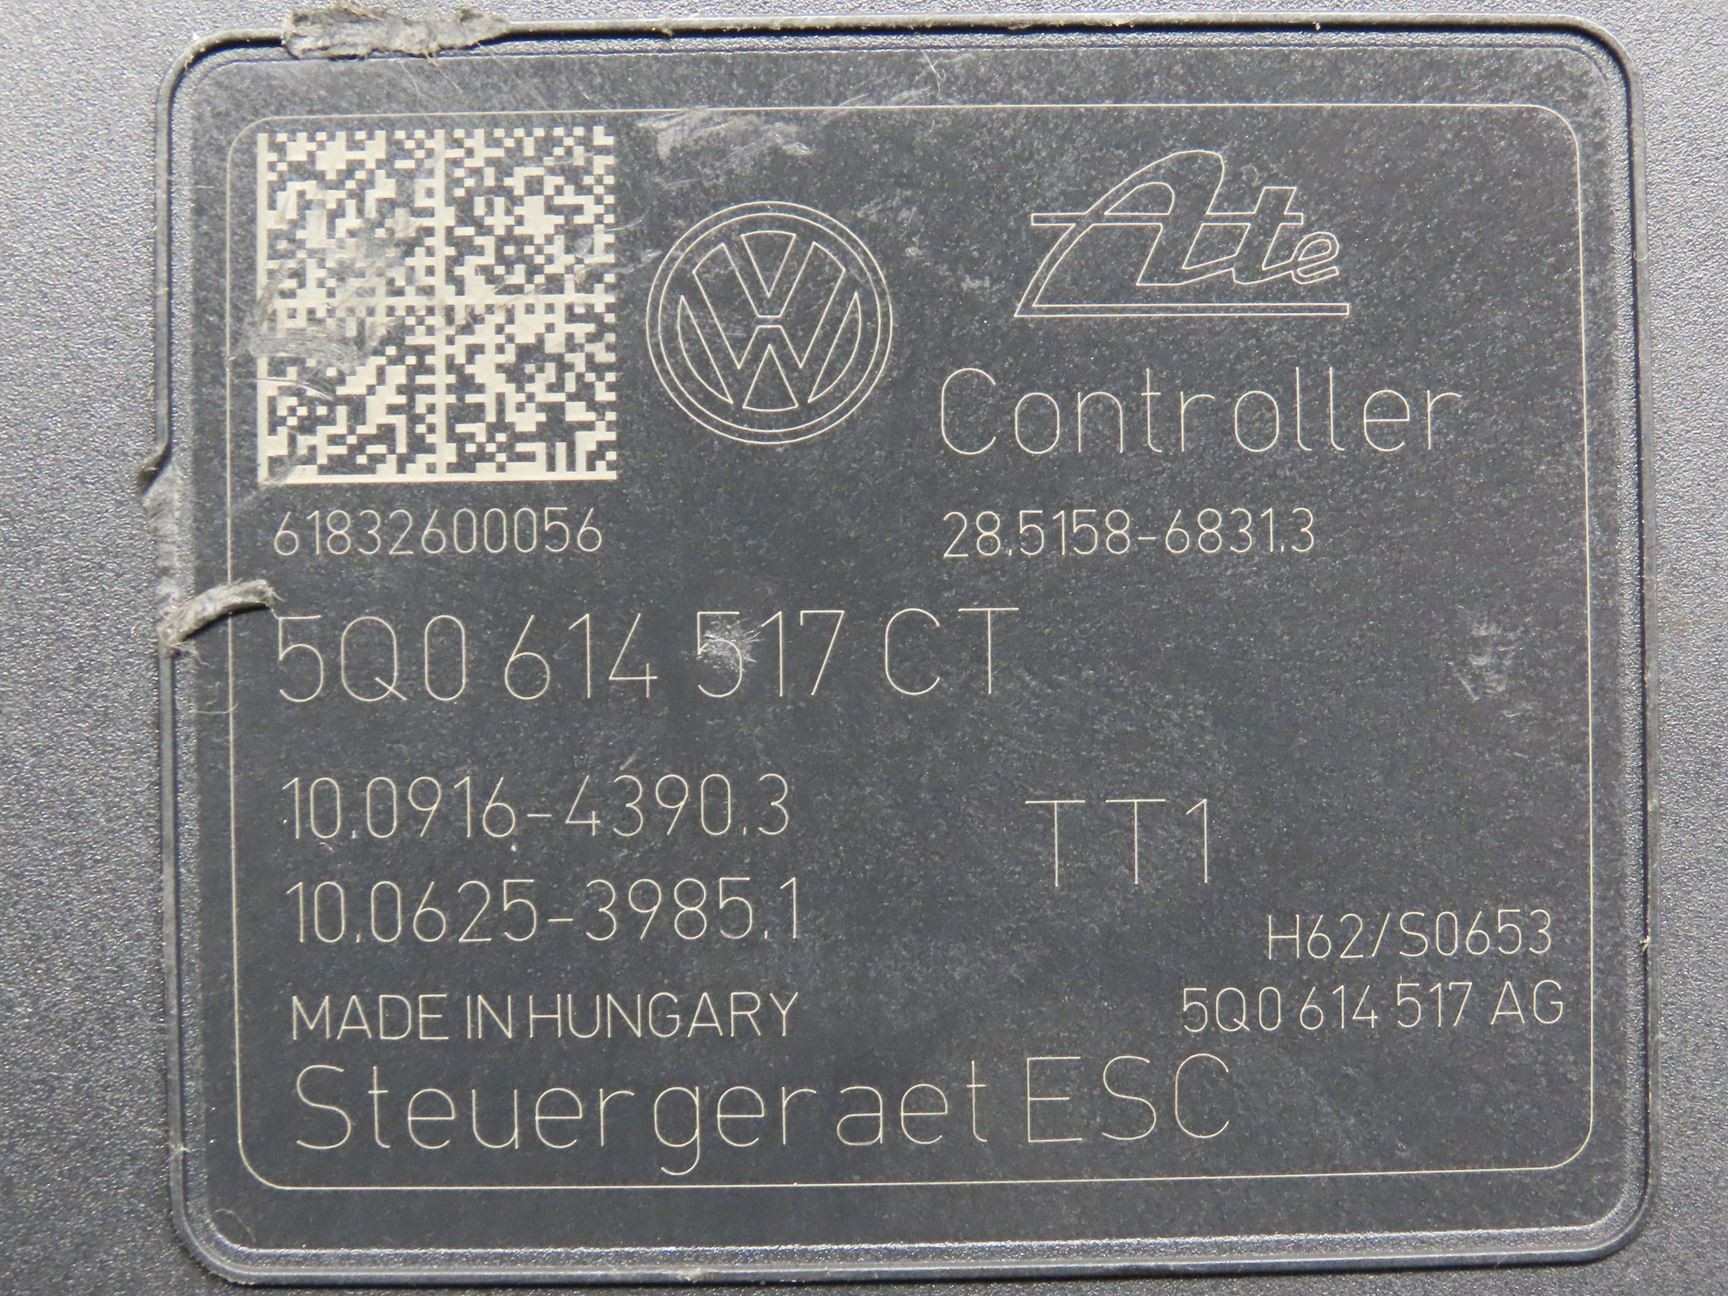 Ate
Controller
61832600056
28.5158-6831.3
5Q0 614 517 CT
10.0916-4390.3
TT1
10.0625-3985.1
H62/S0653
MADE IN HUNGARY
5Q0 614 517 AG
Steuergeraet ESC